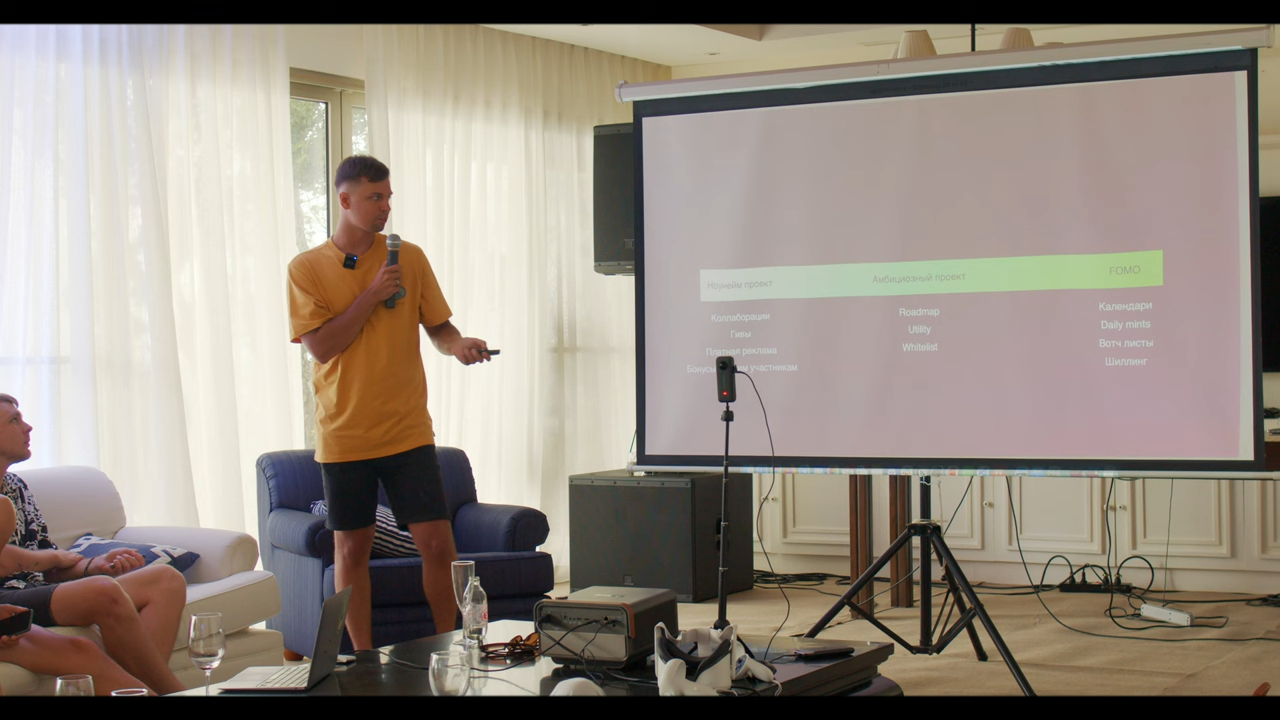 Ноунейм проект
Амбициозный проект
FOMO
Коллаборации
Гивы
Платная реклама
Бонусы участникам
Roadmap
Utility
Whitelist
Календари
Daily mints
Вотч листы
Шиллинг